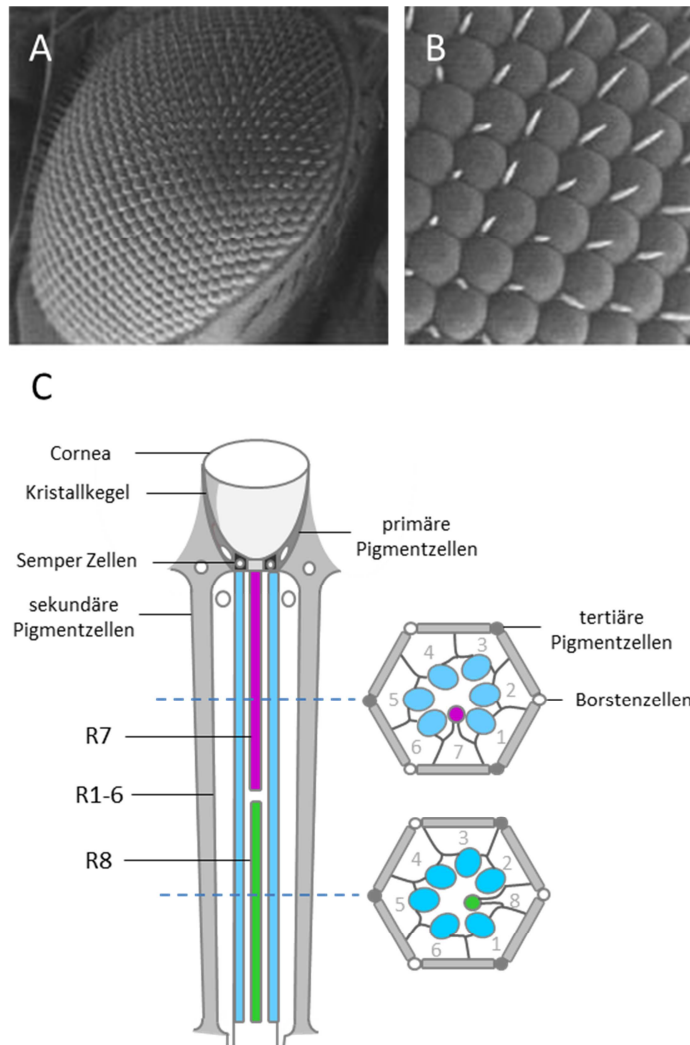 A
B
C
Cornea
Kristallkegel
primäre
Pigmentzellen
Semper Zellen
sekundäre
Pigmentzellen
tertiäre
Pigmentzellen
4
3
5
2
Borstenzellen
6
7
1
R7
R1-6
R8
3
4
2
5
8
6
1